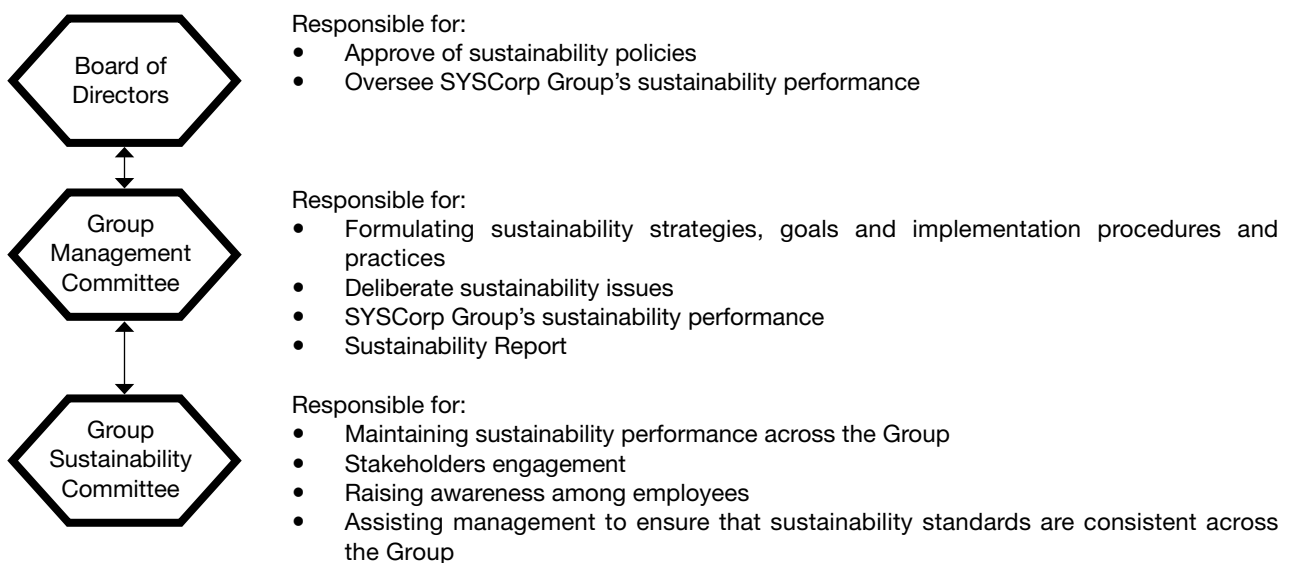 Board of
Directors
Responsible for:
• Approve of sustainability policies
• Oversee SYSCorp Group’s sustainability performance
Group
Management
Committee
Responsible for:
• Formulating sustainability strategies, goals and implementation procedures and
practices
• Deliberate sustainability issues
• SYSCorp Group’s sustainability performance
• Sustainability Report
Group
Sustainability
Committee
Responsible for:
• Maintaining sustainability performance across the Group
• Stakeholders engagement
• Raising awareness among employees
• Assisting management to ensure that sustainability standards are consistent across
the Group